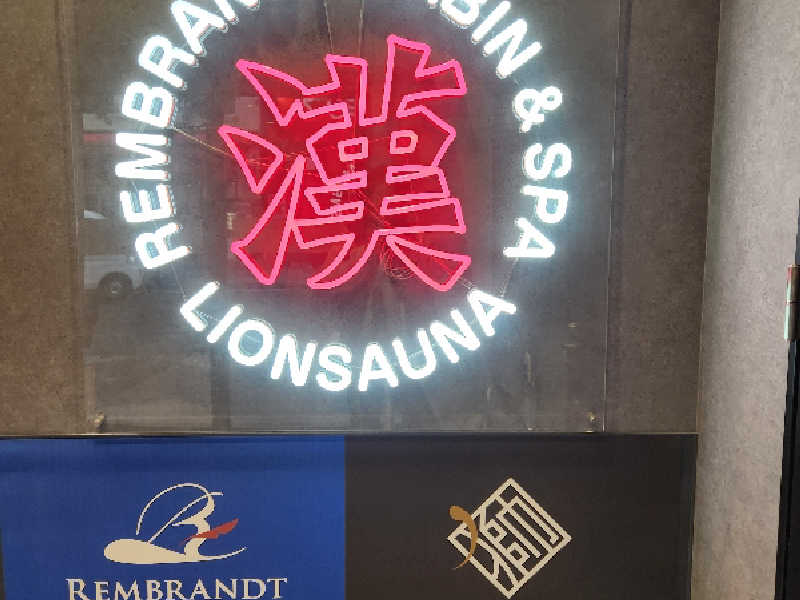 REMBRAN BIN & SPA
漢
LIONSAUNA
REMBRANDT